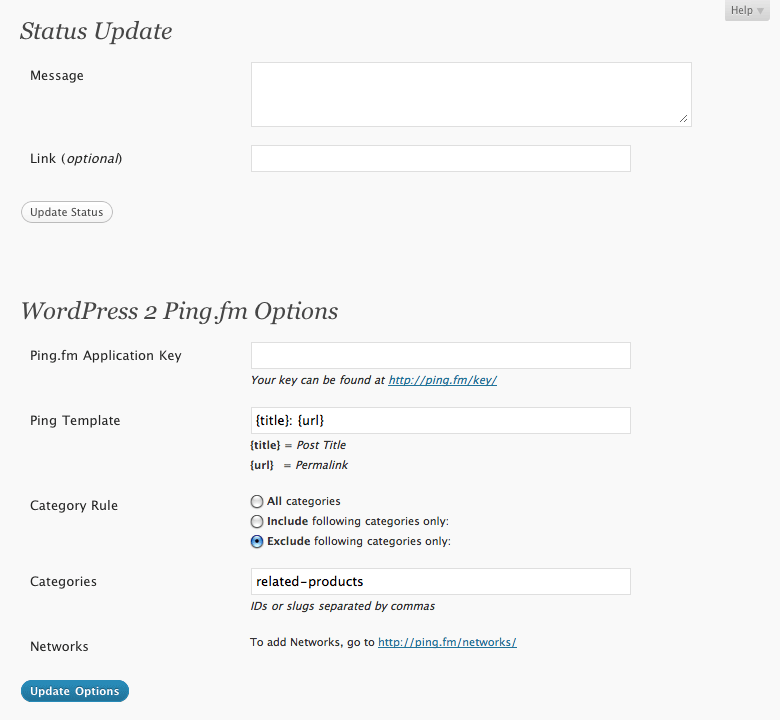 Help
Status Update
Message
Link (optional)
Update Status
WordPress 2 Ping.fm Options
Ping.fm Application Key
Your key can be found at http://ping.fm/key/
Ping Template
{title}: {url}
{title} = Post Title
{url} = Permalink
Category Rule
All categories
Include following categories only:
Exclude following categories only:
Categories
related-products
IDs or slugs separated by commas
Networks
To add Networks, go to http://ping.fm/networks/
Update Options